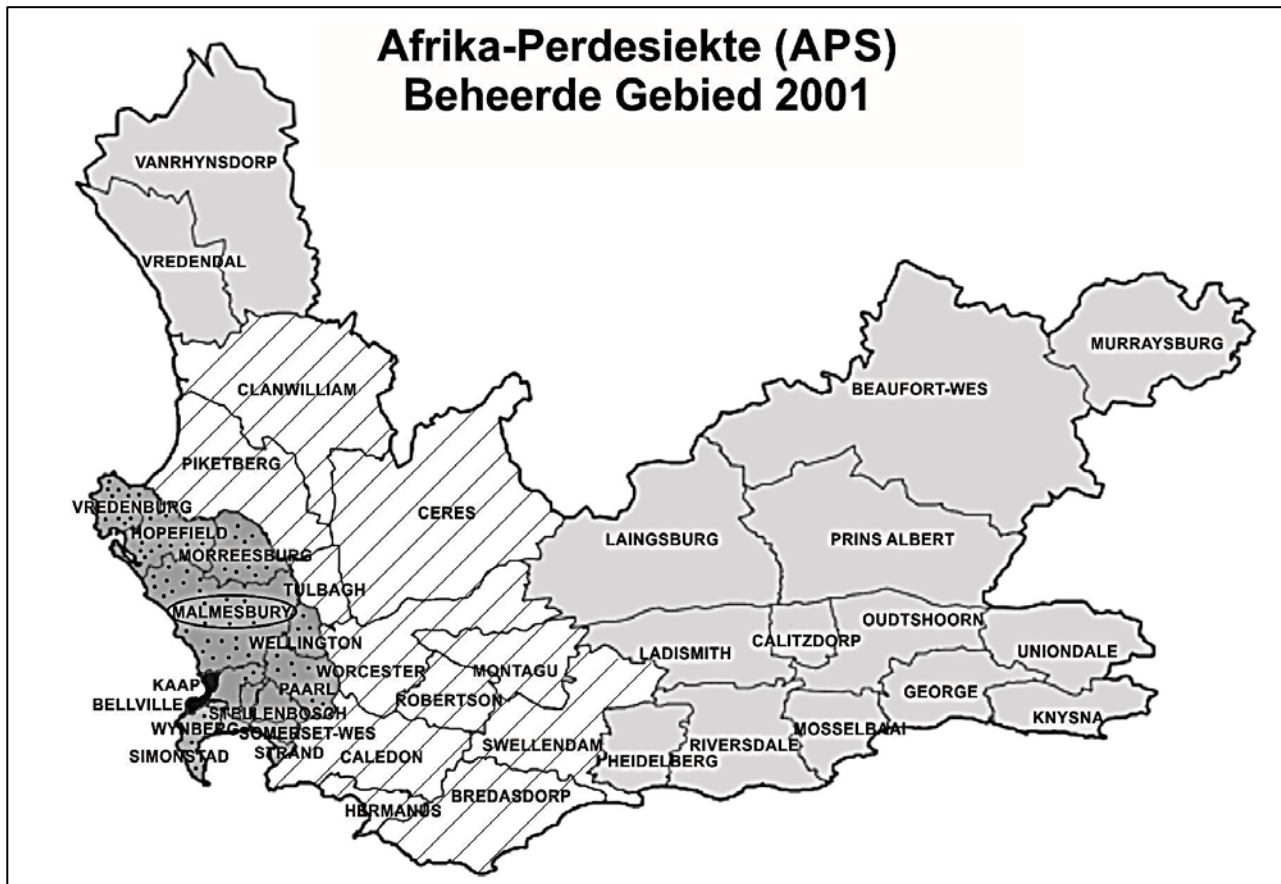 Afrika-Perdesiekte (APS)
Beheerde Gebied 2001
VANRHYNSDORP
VREDENDAL
MURRAYSBURG
BEAUFORT-WES
CLANWILLIAM
PIKETBERG
VREDENBURG
CERES
HOPEFIELD
LAINGSBURG
PRINS ALBERT
MORREESBURG
TULBAGH
MALMESBURY
OUDTSHOORN
CALITZDORP
WELLINGTON
LADISMITH
UNIONDALE
WORCESTER
MONTAGU
KAAP
PAARL
GEORGE
ROBERTSON
BELLVILLE
STELLENBOSCH
KNYSNA
WYNBERG
MOSSELBAAI
SOMERSET-WES
SWELLENDAM
RIVERSDALE
SIMONSTAD
STRAND
CALEDON
HEIDELBERG
BREDASDORP
HERMANUS